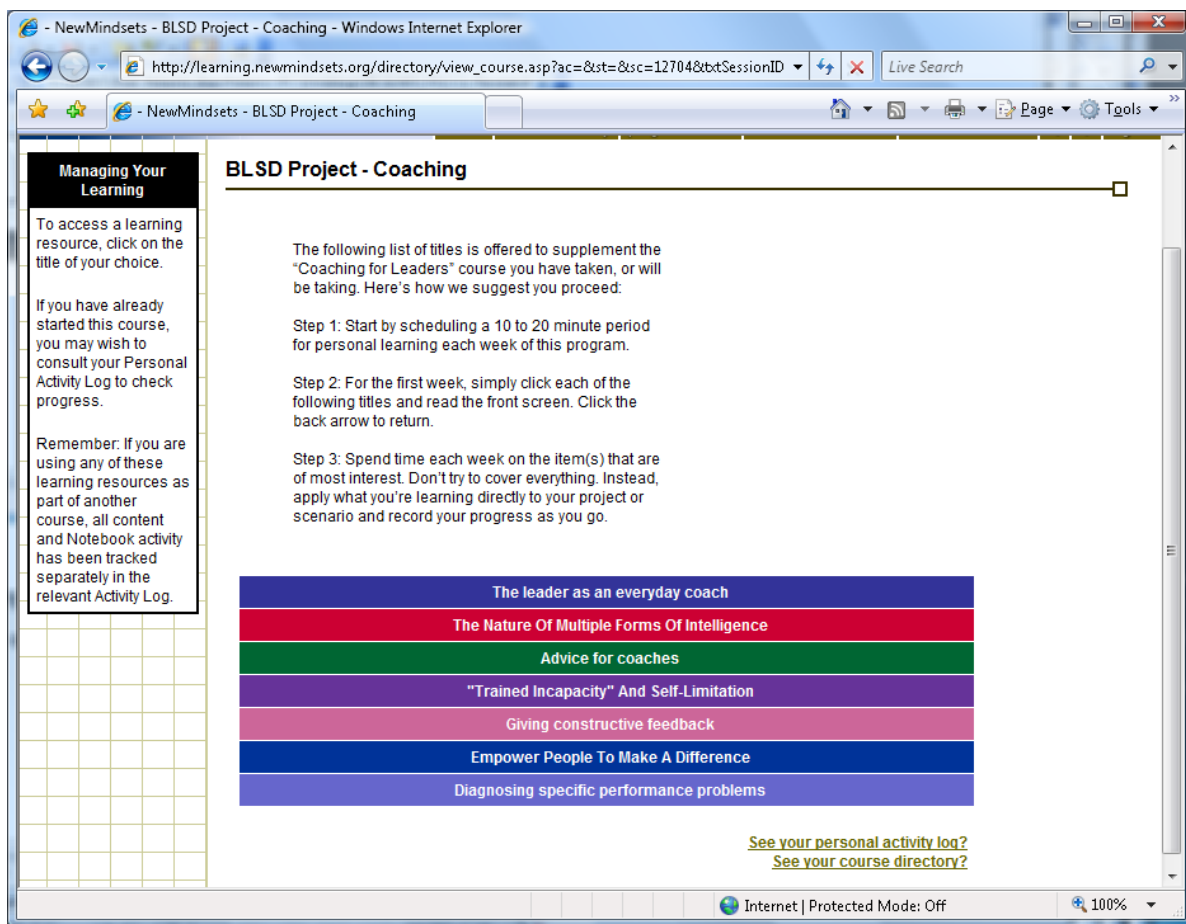 - NewMindsets - BLSD Project - Coaching - Windows Internet Explorer
http://learning.newmindsets.org/directory/view_course.asp?ac=&st=&sc=12704&txtSessionID
Live Search
- NewMindsets - BLSD Project - Coaching
Page
Tools
Managing Your
Learning
To access a learning
resource, click on the
title of your choice.
If you have already
started this course,
you may wish to
consult your Personal
Activity Log to check
progress.
Remember: If you are
using any of these
learning resources as
part of another
course, all content
and Notebook activity
has been tracked
separately in the
relevant Activity Log.
BLSD Project - Coaching
The following list of titles is offered to supplement the
“Coaching for Leaders” course you have taken, or will
be taking. Here’s how we suggest you proceed:
Step 1: Start by scheduling a 10 to 20 minute period
for personal learning each week of this program.
Step 2: For the first week, simply click each of the
following titles and read the front screen. Click the
back arrow to return.
Step 3: Spend time each week on the item(s) that are
of most interest. Don’t try to cover everything. Instead,
apply what you’re learning directly to your project or
scenario and record your progress as you go.
The leader as an everyday coach
The Nature Of Multiple Forms Of Intelligence
Advice for coaches
"Trained Incapacity" And Self-Limitation
Giving constructive feedback
Empower People To Make A Difference
Diagnosing specific performance problems
See your personal activity log?
See your course directory?
Internet | Protected Mode: Off
100%